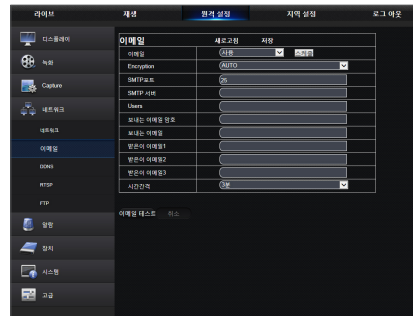 라이브 재생 원격 설정 지역 설정 로그 아웃
디스플레이
녹화
Capture
네트워크
네트워크
이메일
DDNS
RTSP
FTP
알람
장치
시스템
고급
이메일 새로고침 저장
이메일 사용 스케쥴
Encryption AUTO
SMTP포트 25
SMTP 서버
Users
보내는 이메일 암호
보내는 이메일
받은이 이메일1
받은이 이메일2
받은이 이메일3
시간간격 3분
이메일 테스트 취소